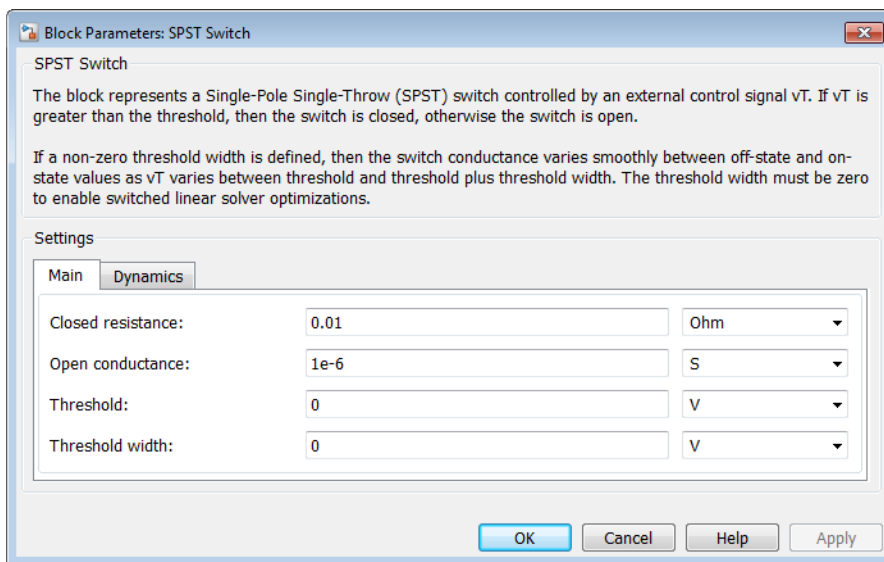 Block Parameters: SPST Switch
SPST Switch
The block represents a Single-Pole Single-Throw (SPST) switch controlled by an external control signal vT. If vT is
greater than the threshold, then the switch is closed, otherwise the switch is open.
If a non-zero threshold width is defined, then the switch conductance varies smoothly between off-state and on-
state values as vT varies between threshold and threshold plus threshold width. The threshold width must be zero
to enable switched linear solver optimizations.
Settings
Main Dynamics
Closed resistance: 0.01 Ohm
Open conductance: 1e-6 S
Threshold: 0 V
Threshold width: 0 V
OK Cancel Help Apply